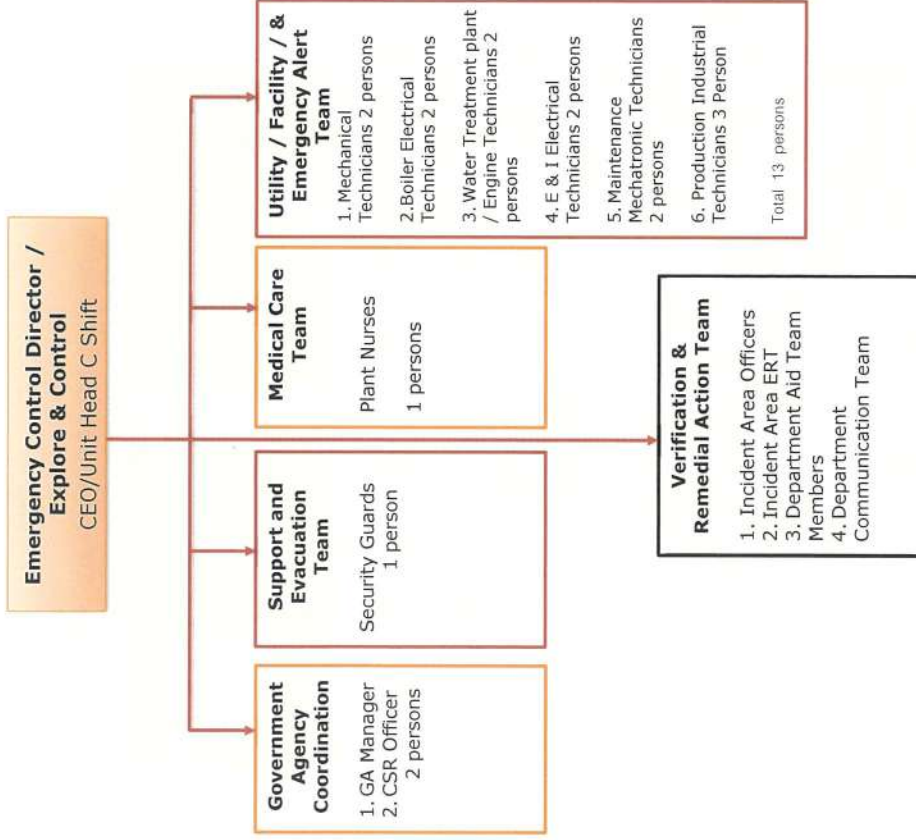 Emergency Control Director /
Explore & Control
CEO/Unit Head C Shift
Government
Agency
Coordination
1. GA Manager
2. CSR Officer
2 persons
Support and
Evacuation
Team
Security Guards
1 person
Medical Care
Team
Plant Nurses
1 persons
Utility / Facility / &
Emergency Alert
Team
1. Mechanical
Technicians 2 persons
2.Boiler Electrical
Technicians 2 persons
3. Water Treatment plant
/ Engine Technicians 2
persons
4. E & I Electrical
Technicians 2 persons
5. Maintenance
Mechatronic Technicians
2 persons
6. Production Industrial
Technicians 3 Person
Total 13 persons
Verification &
Remedial Action Team
1. Incident Area Officers
2. Incident Area ERT
3. Department Aid Team
Members
4. Department
Communication Team